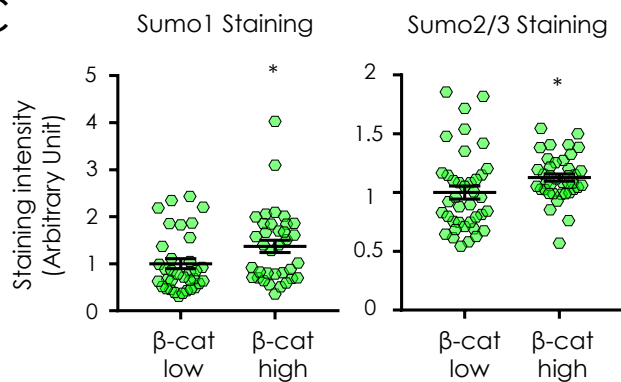 C
Sumo1 Staining
Sumo2/3 Staining
Staining intensity
(Arbitrary Unit)
5
4
3
2
1
0
*
β-cat
low
β-cat
high
2
1.5
1
0.5
0
*
β-cat
low
β-cat
high